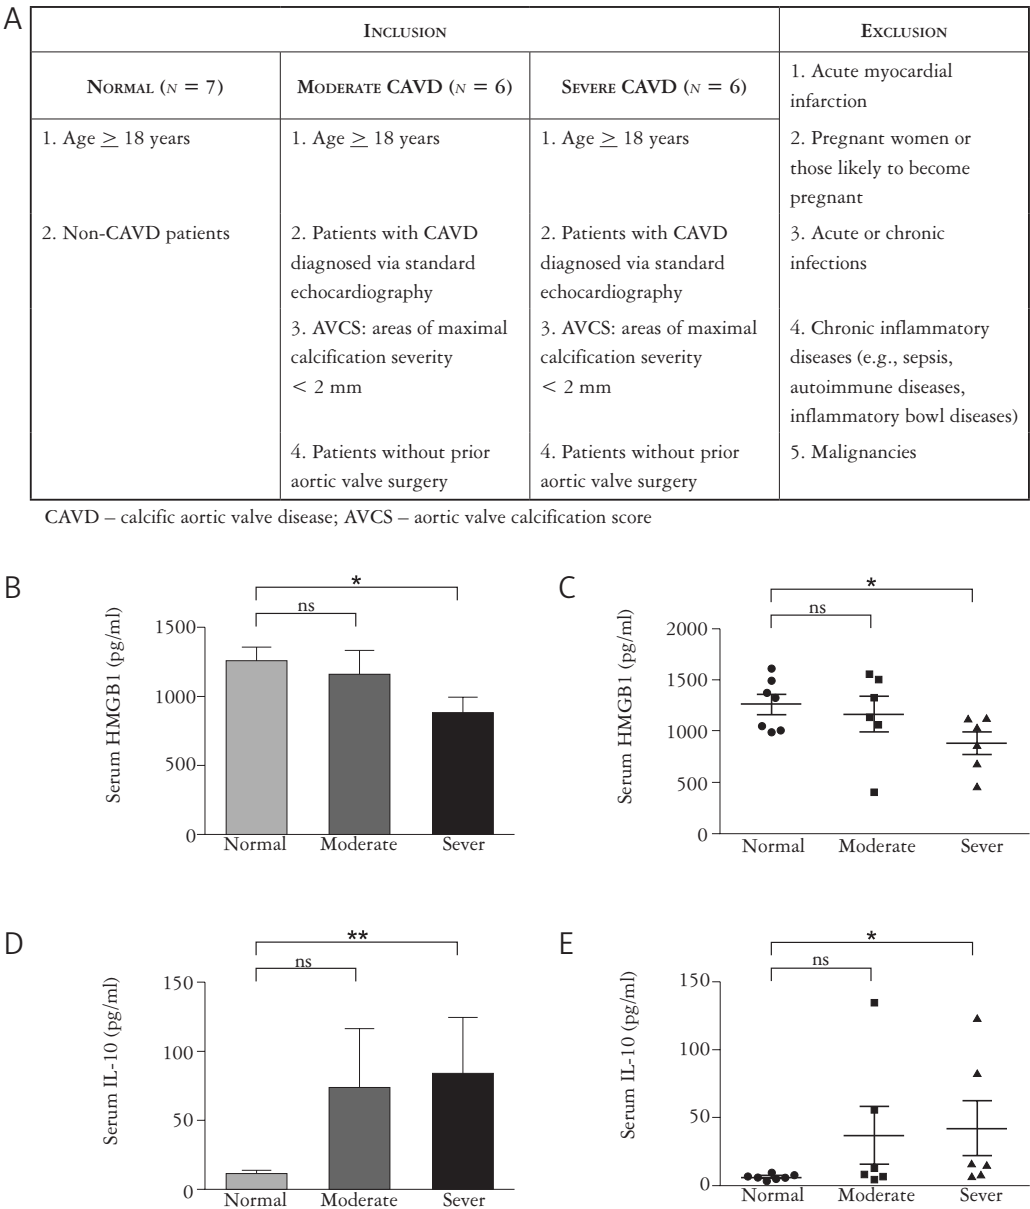 A
INCLUSION
EXCLUSION
NORMAL (N = 7)
MODERATE CAVD (N = 6)
SEVERE CAVD (N = 6)
1. Acute myocardial
infarction
1. Age ≥ 18 years
1. Age ≥ 18 years
1. Age ≥ 18 years
2. Pregnant women or
those likely to become
pregnant
2. Non-CAVD patients
2. Patients with CAVD
diagnosed via standard
echocardiography
2. Patients with CAVD
diagnosed via standard
echocardiography
3. Acute or chronic
infections
3. AVCS: areas of maximal
calcification severity
< 2 mm
3. AVCS: areas of maximal
calcification severity
< 2 mm
4. Chronic inflammatory
diseases (e.g., sepsis,
autoimmune diseases,
inflammatory bowl diseases)
4. Patients without prior
aortic valve surgery
4. Patients without prior
aortic valve surgery
5. Malignancies
CAVD – calcific aortic valve disease; AVCS – aortic valve calcification score
B
*
ns
Serum HMGB1 (pg/ml)
1500
1000
500
0
Normal
Moderate
Sever
C
*
ns
Serum HMGB1 (pg/ml)
2000
1500
1000
500
0
Normal
Moderate
Sever
D
**
ns
Serum IL-10 (pg/ml)
150
100
50
0
Normal
Moderate
Sever
E
*
ns
Serum IL-10 (pg/ml)
150
100
50
0
Normal
Moderate
Sever